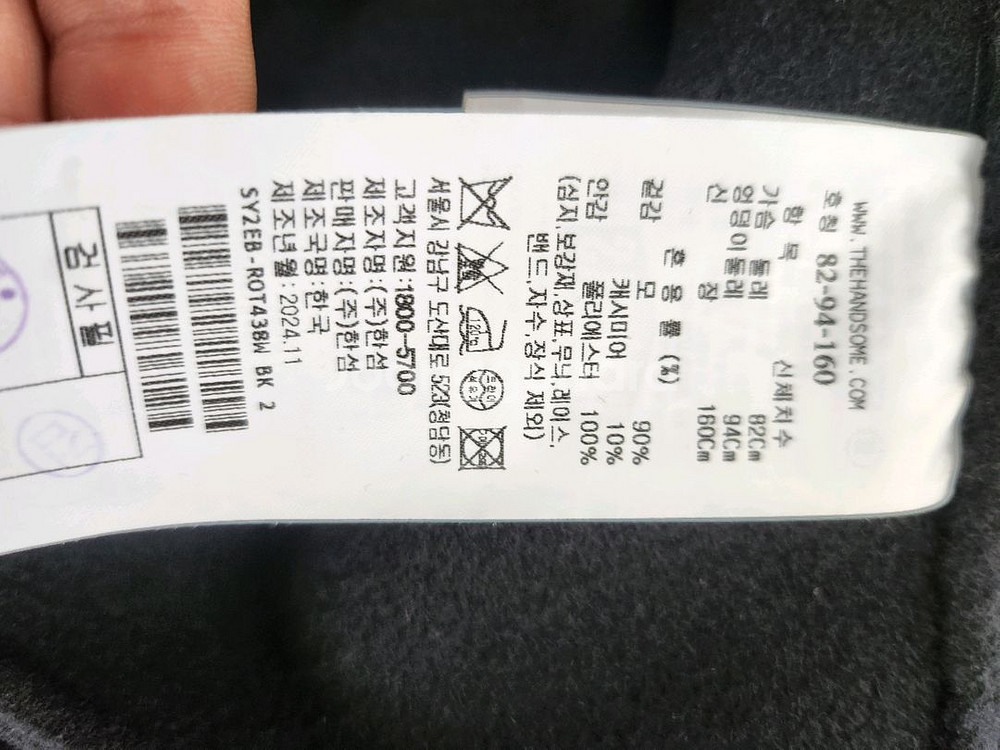 WWW.THEHANDSOME.COM
호칭 82-94-160
항 목 신체치수
가슴 둘레 82Cm
엉덩이둘레 94Cm
신 장 160Cm
혼 용 률 (%)
겉감 모 90%
캐시미어 10%
안감 폴리에스터 100%
(심지,보강재,상표,무늬,레이스,
밴드,자수 장식 제외)
120
드라이
서울시 강남구 도산대로 523(청담동)
고객지원:1800-5700
제조자명:(주)한섬
판매자명:(주)한섬
제조국명:한국
제조년월:2024.11
SY2EB-ROT438W BK 2
검 사 필